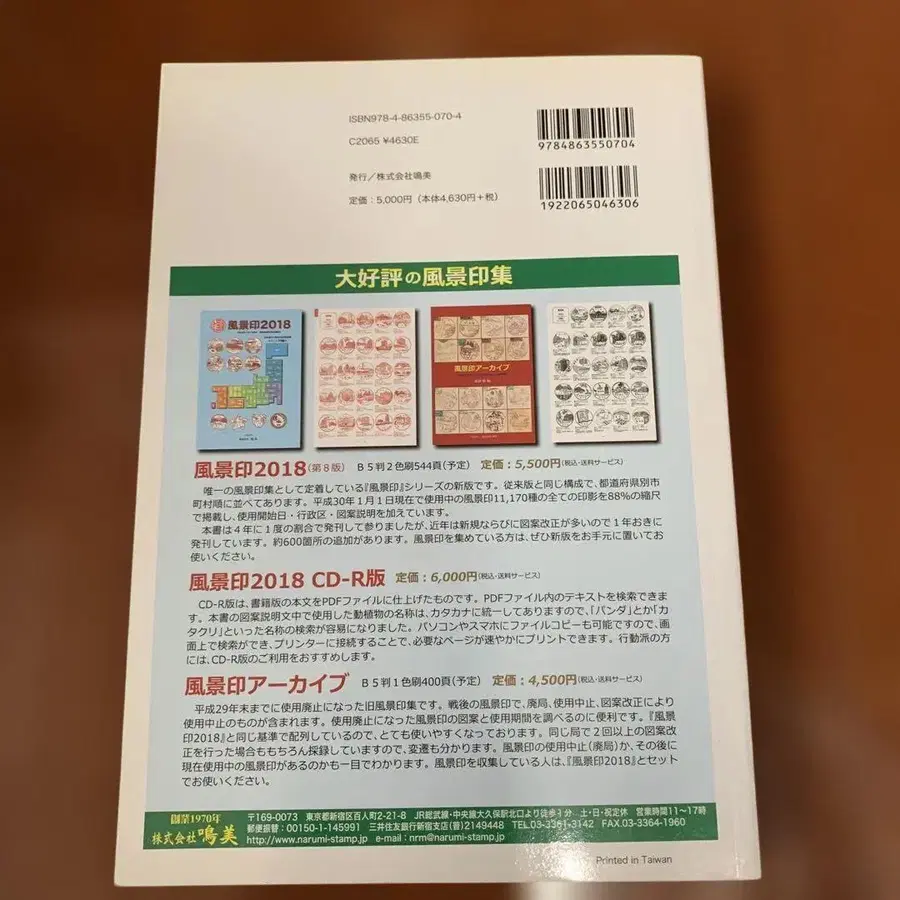 ISBN978-4-86355-070-4
C2065 ¥4630E
9784863550704
発行／株式会社鳴美
定価：5,000円（本体4,630円＋税）
1922065046306
大好評の風景印集
風景印2018
風景印アーカイブ
風景印2018（第８版） Ｂ５判２色刷544頁（予定） 定価：5,500円（税込・送料サービス）
唯一の風景印集として定着している『風景印』シリーズの新版です。従来版と同じ構成で、都道府県別市
町村順に並べてあります。平成30年１月１日現在で使用中の風景印11,170種の全ての印影を88%の縮尺
で掲載し、使用開始日・行政区・図案説明を加えています。
本書は４年に１度の割合で発刊して参りましたが、近年は新規ならびに図案改正が多いので１年おきに
発刊しています。約600箇所の追加があります。風景印を集めている方は、ぜひ新版をお手元に置いてお
使いください。
風景印2018 CD-R版 定価：6,000円（税込・送料サービス）
CD-R版は、書籍版の本文をPDFファイルに仕上げたものです。PDFファイル内のテキストを検索できま
す。本書の図案説明文中で使用した動植物の名称は、カタカナに統一してありますので、「パンダ」とか「カ
タクリ」といった名称の検索が容易になりました。パソコンやスマホにファイルコピーも可能ですので、画
面上で検索ができ、プリンターに接続することで、必要なページが速やかにプリントできます。行動派の方
には、CD-R版のご利用をおすすめします。
風景印アーカイブ Ｂ５判１色刷400頁（予定） 定価：4,500円（税込・送料サービス）
平成29年末までに使用廃止になった旧風景印集です。戦後の風景印で、廃局、使用中止、図案改正により
使用中止のものが含まれます。使用廃止になった風景印の図案と使用期間を調べるのに便利です。『風景
印2018』と同じ基準で配列しているので、とても使いやすくなっております。同じ局で２回以上の図案改
正を行った場合ももちろん採録していますので、変遷も分かります。風景印の使用中止（廃局）か、その後に
現在使用中の風景印があるのかも一目でわかります。風景印を収集している人は、『風景印2018』とセット
でお使いください。
創業1970年
株式会社 鳴美
〒169-0073 東京都新宿区百人町2-21-8 JR総武線・中央線大久保駅北口より徒歩１分 土・日・祝定休 営業時間11〜17時
郵便振替：00150-1-145991 三井住友銀行新宿支店（普）2149448 TEL.03-3361-3142 FAX.03-3364-1960
http://www.narumi-stamp.jp e-mail：nrm@narumi-stamp.jp
Printed in Taiwan